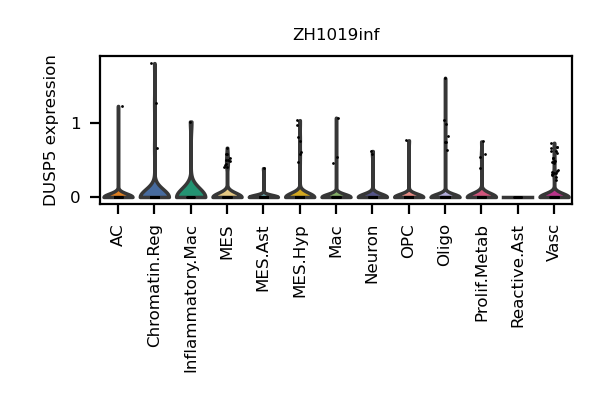 ZH1019inf
DUSP5 expression
1
0
AC
Chromatin.Reg
Inflammatory.Mac
MES
MES.Ast
MES.Hyp
Mac
Neuron
OPC
Oligo
Prolif.Metab
Reactive.Ast
Vasc